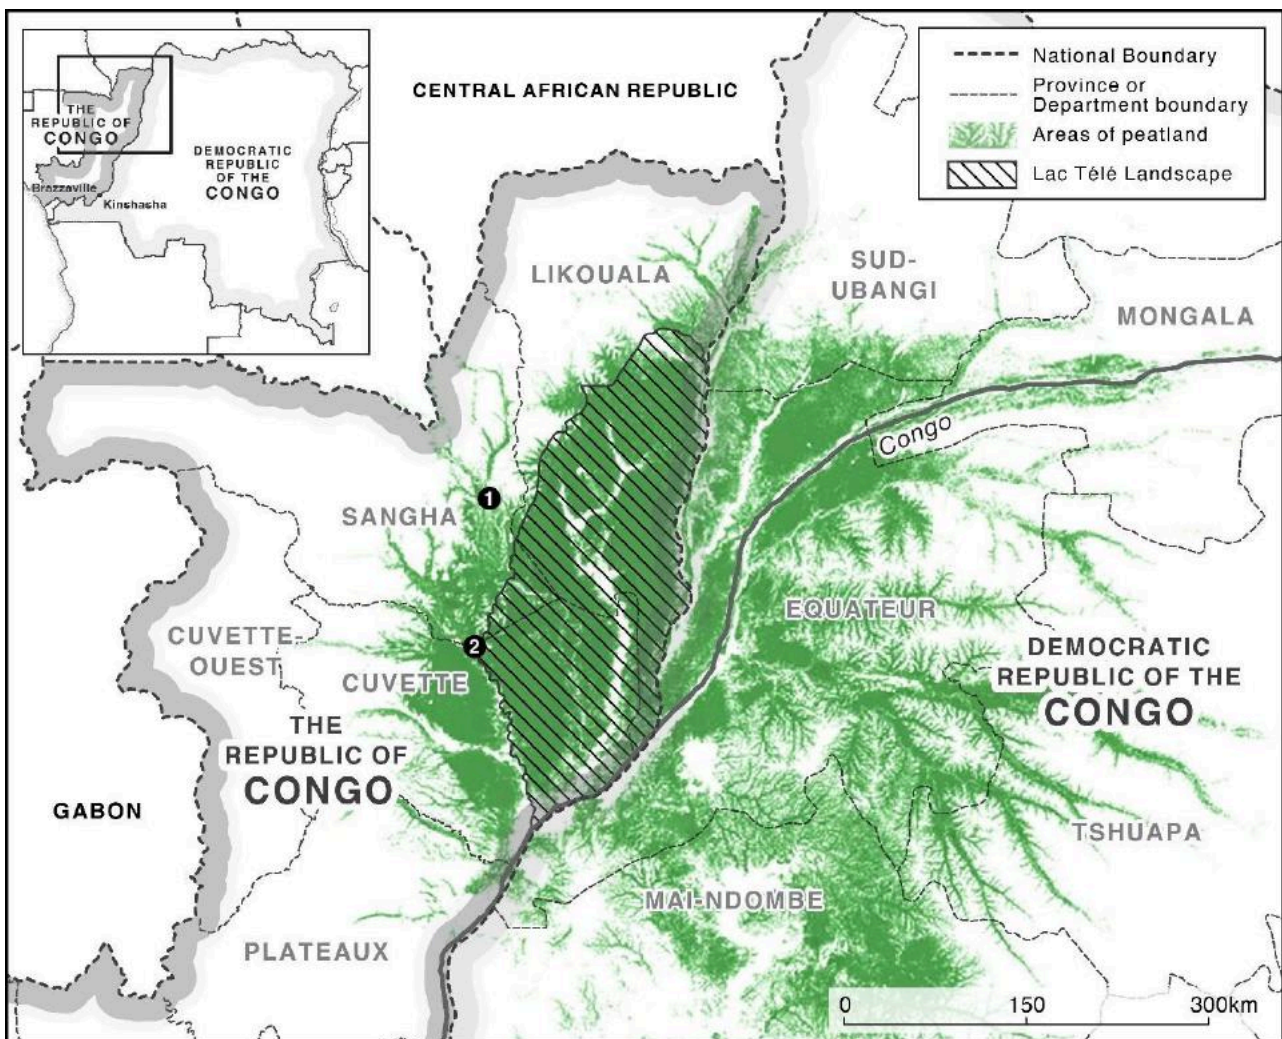 THE
REPUBLIC OF
CONGO
Brazzaville
Kinshasha
DEMOCRATIC
REPUBLIC
OF THE
CONGO
CENTRAL AFRICAN REPUBLIC
National Boundary
Province or
Department boundary
Areas of peatland
Lac Télé Landscape
LIKOUALA
SUD-
UBANGI
MONGALA
Congo
1
SANGHA
EQUATEUR
2
CUVETTE-
OUEST
CUVETTE
DEMOCRATIC
REPUBLIC OF THE
CONGO
THE
REPUBLIC OF
CONGO
GABON
TSHUAPA
MAI-NDOMBE
PLATEAUX
0 150 300km